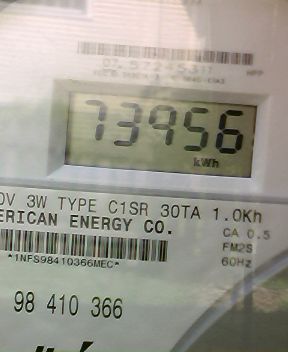 HPP
73956
kWh
0V 3W TYPE C1SR 30TA 1.0Kh
ERICAN ENERGY CO.
CA 0.5
FM2S
60Hz
*1NFS98410366MEC*
98 410 366